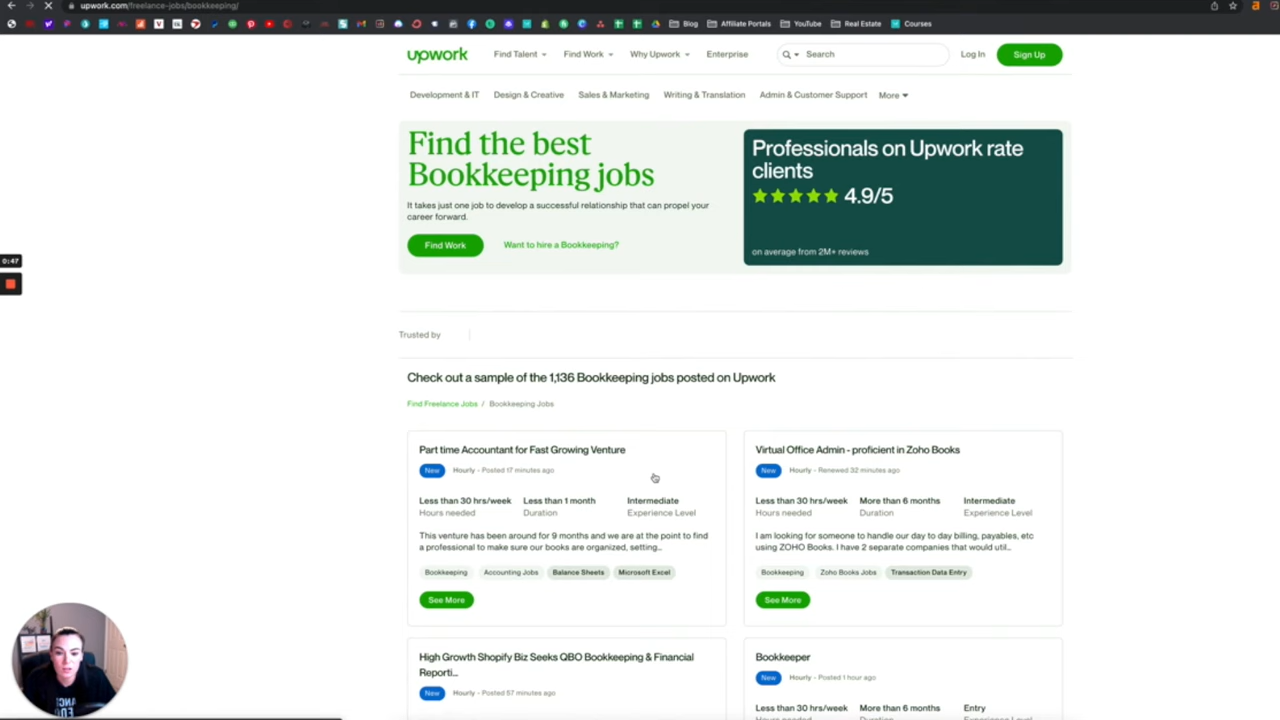 upwork.com/freelance-jobs/bookkeeping/
Blog Affiliate Portals YouTube Real Estate Courses
upwork Find Talent Find Work Why Upwork Enterprise Search Log In Sign Up
Development & IT Design & Creative Sales & Marketing Writing & Translation Admin & Customer Support More
Find the best
Bookkeeping jobs
It takes just one job to develop a successful relationship that can propel your
career forward.
Find Work Want to hire a Bookkeeping?
Professionals on Upwork rate
clients
4.9/5
on average from 2M+ reviews
0:47
Trusted by
Check out a sample of the 1,136 Bookkeeping jobs posted on Upwork
Find Freelance Jobs / Bookkeeping Jobs
Part time Accountant for Fast Growing Venture
New Hourly - Posted 17 minutes ago
Less than 30 hrs/week Less than 1 month Intermediate
Hours needed Duration Experience Level
This venture has been around for 9 months and we are at the point to find
a professional to make sure our books are organized, setting...
Bookkeeping Accounting Jobs Balance Sheets Microsoft Excel
See More
Virtual Office Admin - proficient in Zoho Books
New Hourly - Renewed 32 minutes ago
Less than 30 hrs/week More than 6 months Intermediate
Hours needed Duration Experience Level
I am looking for someone to handle our day to day billing, payables, etc
using ZOHO Books. I have 2 separate companies that would util...
Bookkeeping Zoho Books Jobs Transaction Data Entry
See More
High Growth Shopify Biz Seeks QBO Bookkeeping & Financial
Reporti...
New Hourly - Posted 57 minutes ago
Bookkeeper
New Hourly - Posted 1 hour ago
Less than 30 hrs/week More than 6 months Entry
Hours needed Duration Experience Level